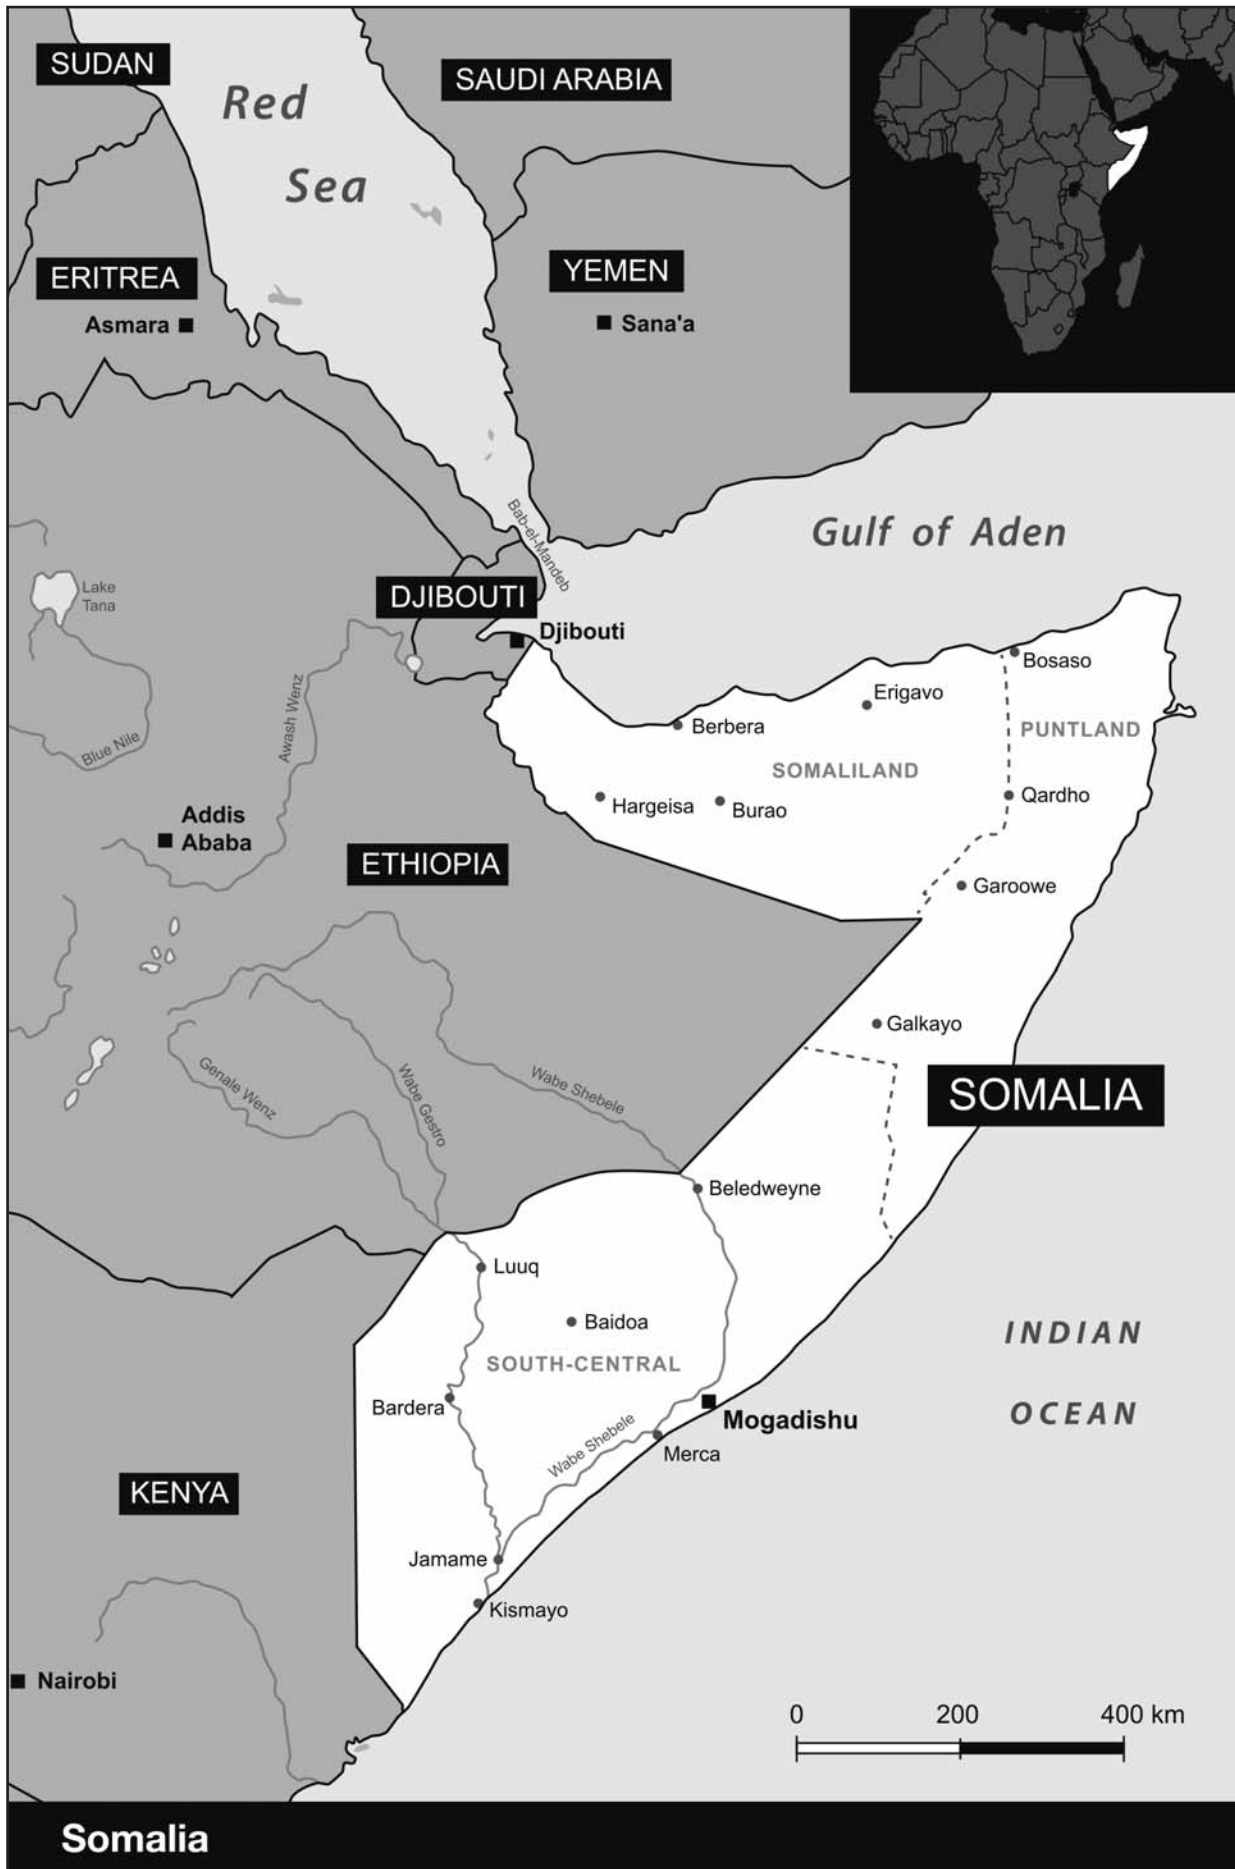 SUDAN
SAUDI ARABIA
Red
Sea
ERITREA
Asmara
YEMEN
Sana'a
Bab-el-Mandeb
Gulf of Aden
Lake
Tana
DJIBOUTI
Djibouti
Bosaso
Erigavo
Berbera
PUNTLAND
SOMALILAND
Awash Wenz
Blue Nile
Hargeisa
Burao
Qardho
Addis
Ababa
ETHIOPIA
Garoowe
Galkayo
Genale Wenz
Wabe Gestro
Wabe Shebele
SOMALIA
Beledweyne
Luuq
Baidoa
SOUTH-CENTRAL
INDIAN
OCEAN
Bardera
Mogadishu
Wabe Shebele
Merca
KENYA
Jamame
Kismayo
Nairobi
0 200 400 km
Somalia